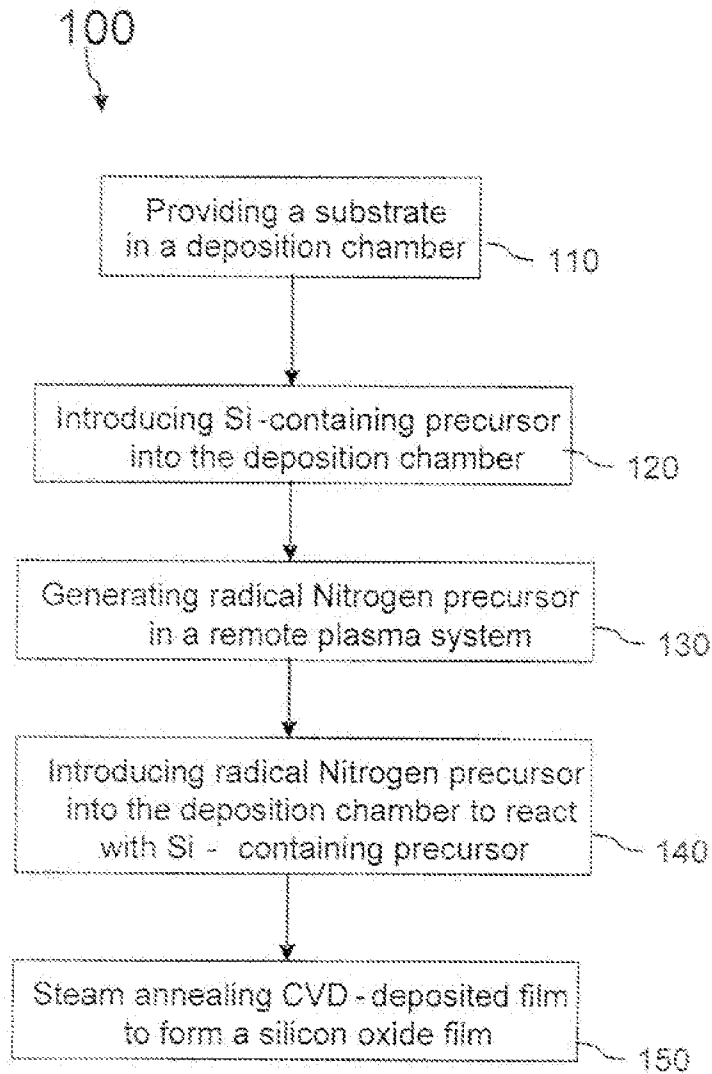 100
Providing a substrate
in a deposition chamber
110
Introducing Si-containing precursor
into the deposition chamber
120
Generating radical Nitrogen precursor
in a remote plasma system
130
Introducing radical Nitrogen precursor
into the deposition chamber to react
with Si - containing precursor
140
Steam annealing CVD-deposited film
to form a silicon oxide film
150